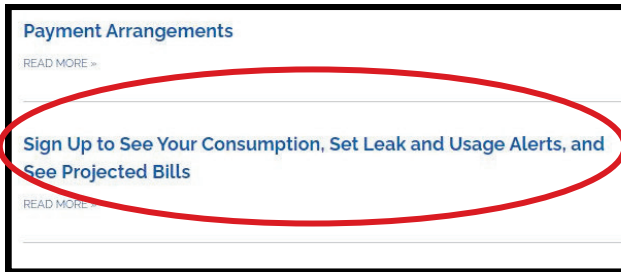 Payment Arrangements
READ MORE »
Sign Up to See Your Consumption, Set Leak and Usage Alerts, and
See Projected Bills
READ MORE »